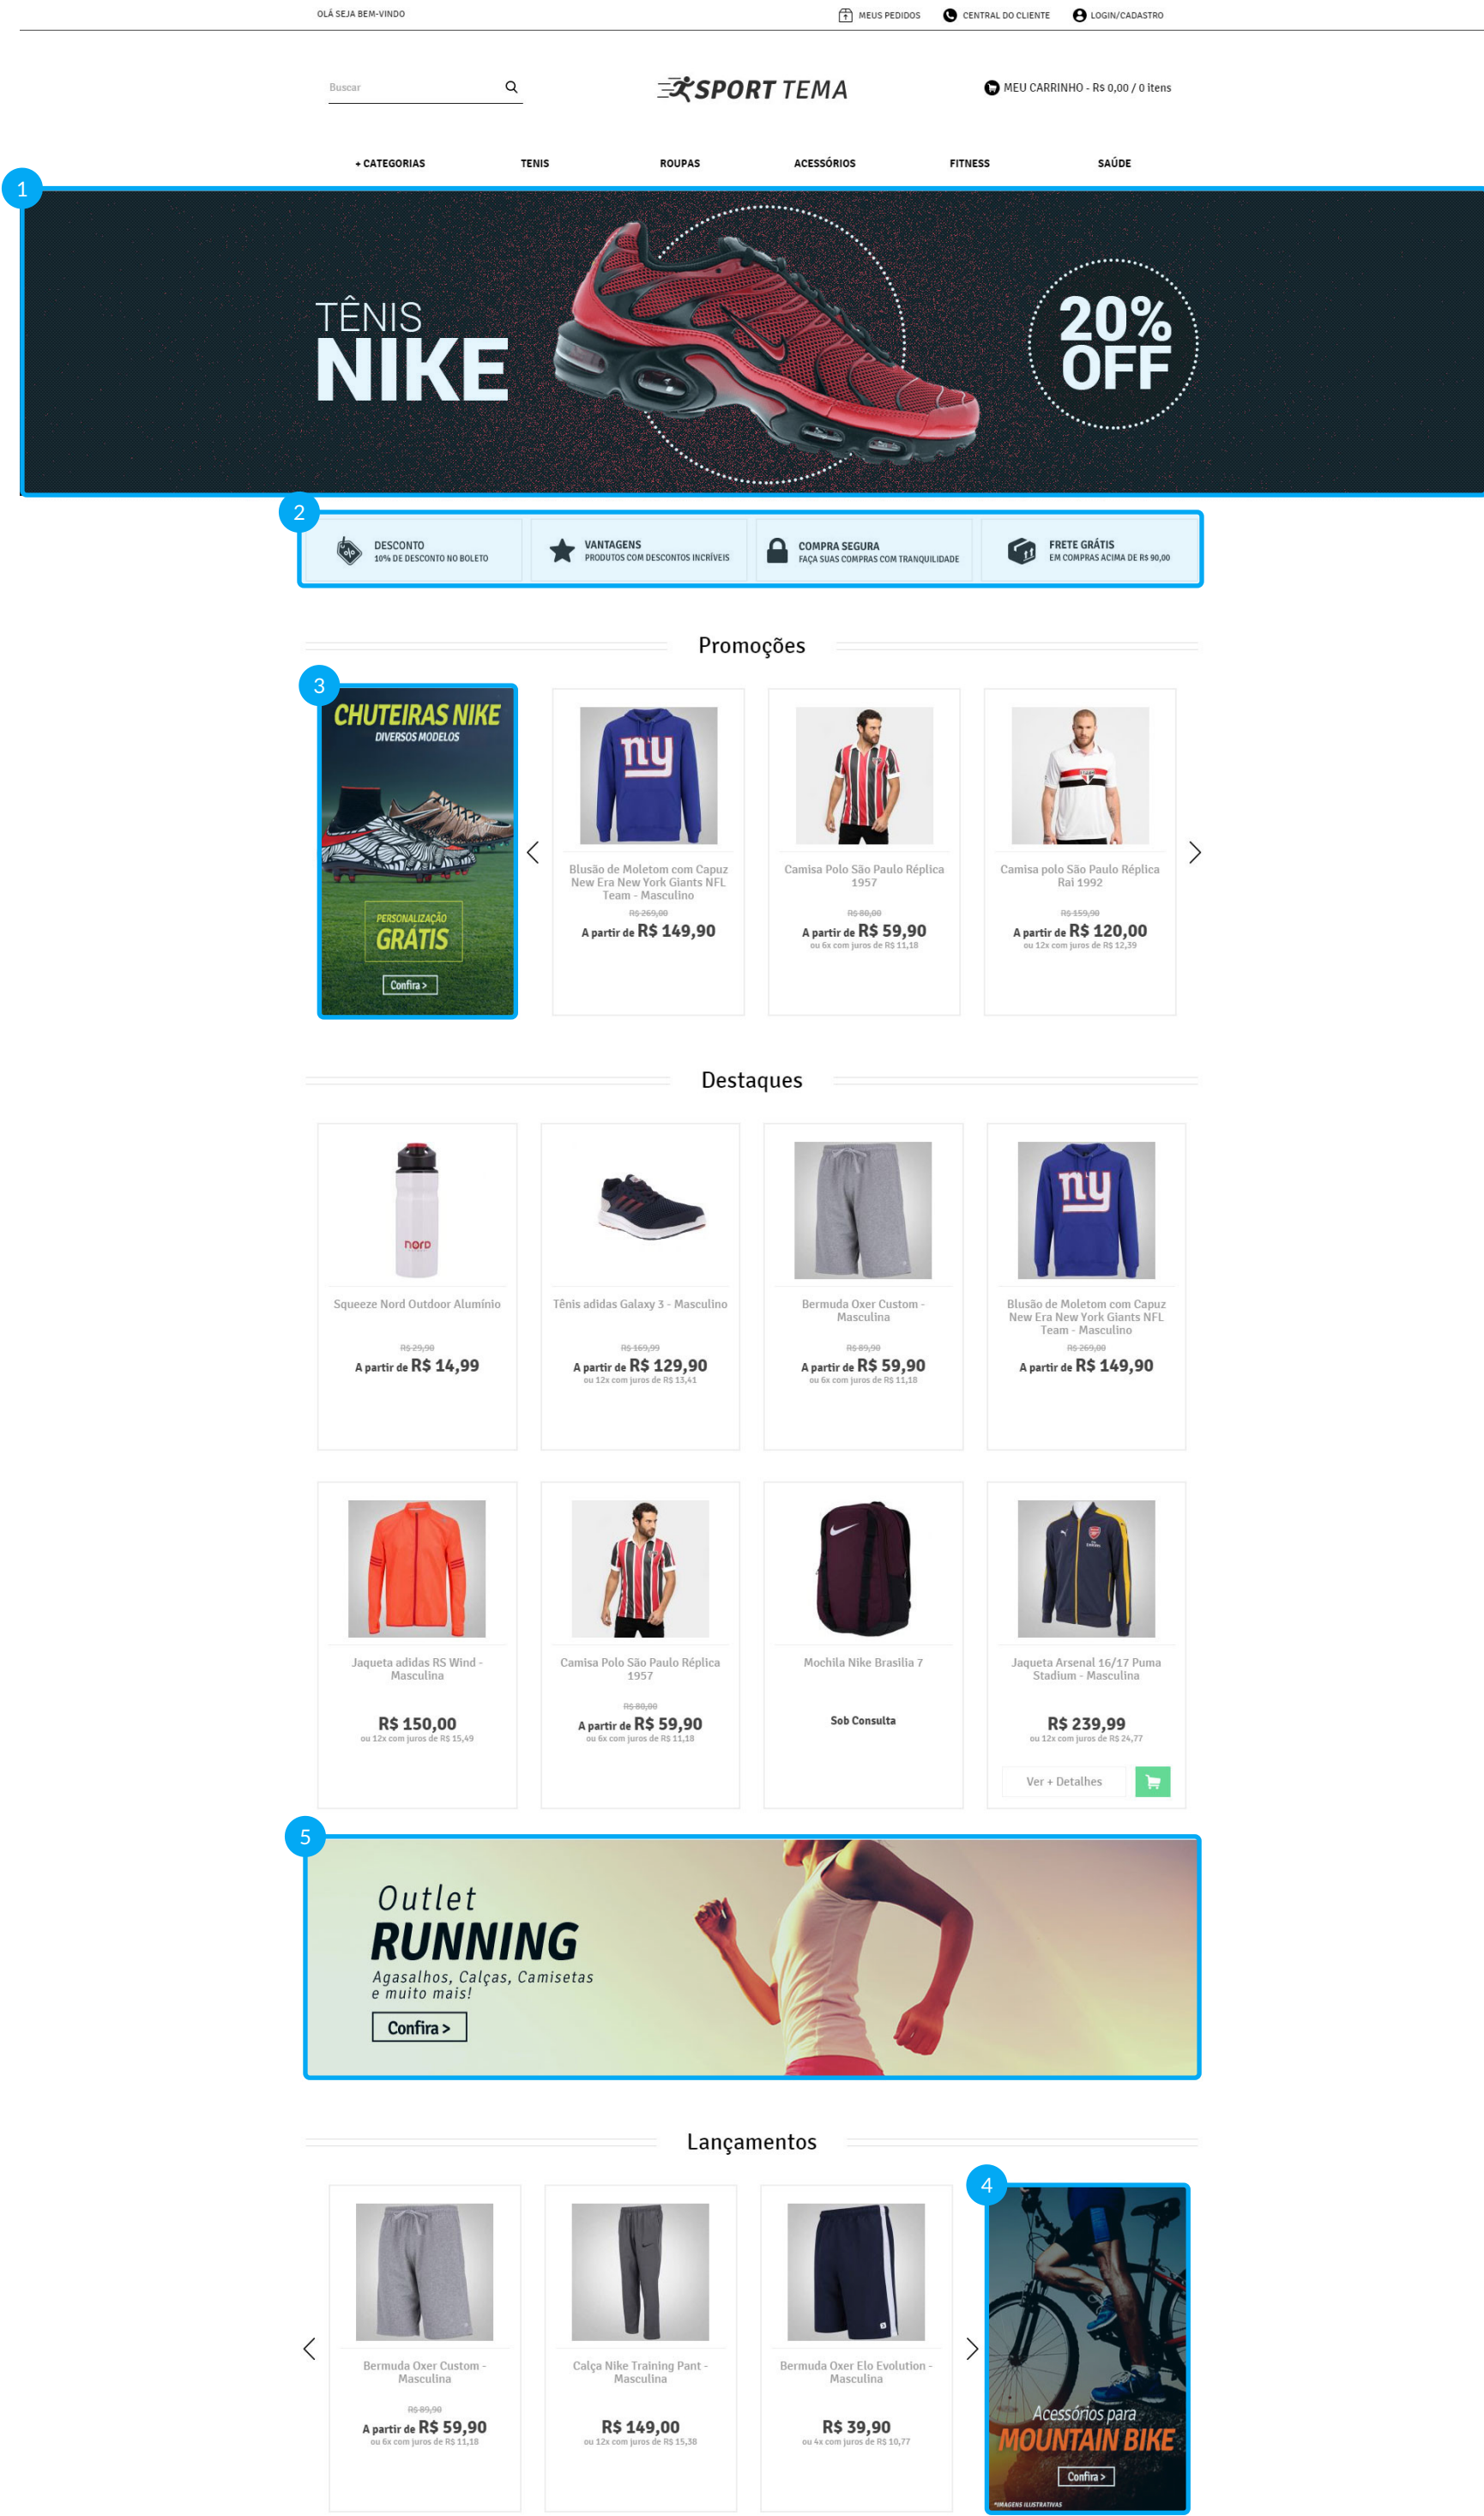 OLÁ SEJA BEM-VINDO
MEUS PEDIDOS
CENTRAL DO CLIENTE
LOGIN/CADASTRO
Buscar
SPORT TEMA
MEU CARRINHO - R$ 0,00 / 0 itens
+ CATEGORIAS
TENIS
ROUPAS
ACESSÓRIOS
FITNESS
SAÚDE
1
TÊNIS
NIKE
20%
OFF
2
DESCONTO
10% DE DESCONTO NO BOLETO
VANTAGENS
PRODUTOS COM DESCONTOS INCRÍVEIS
COMPRA SEGURA
FAÇA SUAS COMPRAS COM TRANQUILIDADE
FRETE GRÁTIS
EM COMPRAS ACIMA DE R$ 90,00
Promoções
3
CHUTEIRAS NIKE
DIVERSOS MODELOS
PERSONALIZAÇÃO
GRÁTIS
Confira >
ny
Blusão de Moletom com Capuz
New Era New York Giants NFL
Team - Masculino
R$ 269,00
A partir de R$ 149,90
Camisa Polo São Paulo Réplica
1957
R$ 80,00
A partir de R$ 59,90
ou 6x com juros de R$ 11,18
Camisa polo São Paulo Réplica
Rai 1992
R$ 159,90
A partir de R$ 120,00
ou 12x com juros de R$ 12,39
Destaques
nord
Squeeze Nord Outdoor Alumínio
R$ 29,90
A partir de R$ 14,99
Tênis adidas Galaxy 3 - Masculino
R$ 169,99
A partir de R$ 129,90
ou 12x com juros de R$ 13,41
Bermuda Oxer Custom -
Masculina
R$ 89,90
A partir de R$ 59,90
ou 6x com juros de R$ 11,18
ny
Blusão de Moletom com Capuz
New Era New York Giants NFL
Team - Masculino
R$ 269,00
A partir de R$ 149,90
Jaqueta adidas RS Wind -
Masculina
R$ 150,00
ou 12x com juros de R$ 15,49
Camisa Polo São Paulo Réplica
1957
R$ 80,00
A partir de R$ 59,90
ou 6x com juros de R$ 11,18
Mochila Nike Brasilia 7
Sob Consulta
Jaqueta Arsenal 16/17 Puma
Stadium - Masculina
R$ 239,99
ou 12x com juros de R$ 24,77
Ver + Detalhes
5
Outlet
RUNNING
Agasalhos, Calças, Camisetas
e muito mais!
Confira >
Lançamentos
Bermuda Oxer Custom -
Masculina
R$ 89,90
A partir de R$ 59,90
ou 6x com juros de R$ 11,18
Calça Nike Training Pant -
Masculina
R$ 149,00
ou 12x com juros de R$ 15,38
Bermuda Oxer Elo Evolution -
Masculina
R$ 39,90
ou 4x com juros de R$ 10,77
4
Acessórios para
MOUNTAIN BIKE
Confira >
*IMAGENS ILUSTRATIVAS